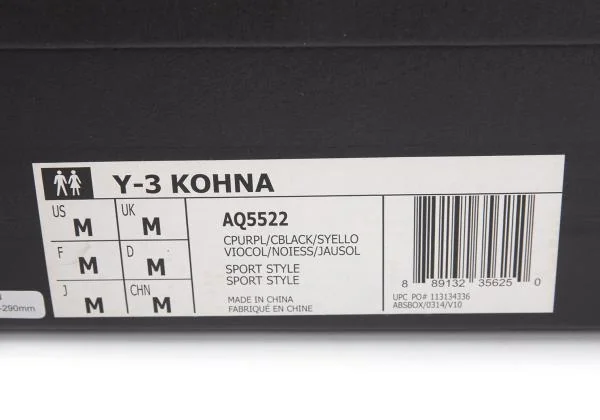 Y-3 KOHNA
US M UK M
F M D M
J M CHN M
AQ5522
CPURPL/CBLACK/SYELLO
VIOCOL/NOIESS/JAUSOL
SPORT STYLE
SPORT STYLE
MADE IN CHINA
FABRIQUÉ EN CHINE
8 89132 35625 0
UPC PO# 113134336
ABSBOX/0314/V10
-290mm